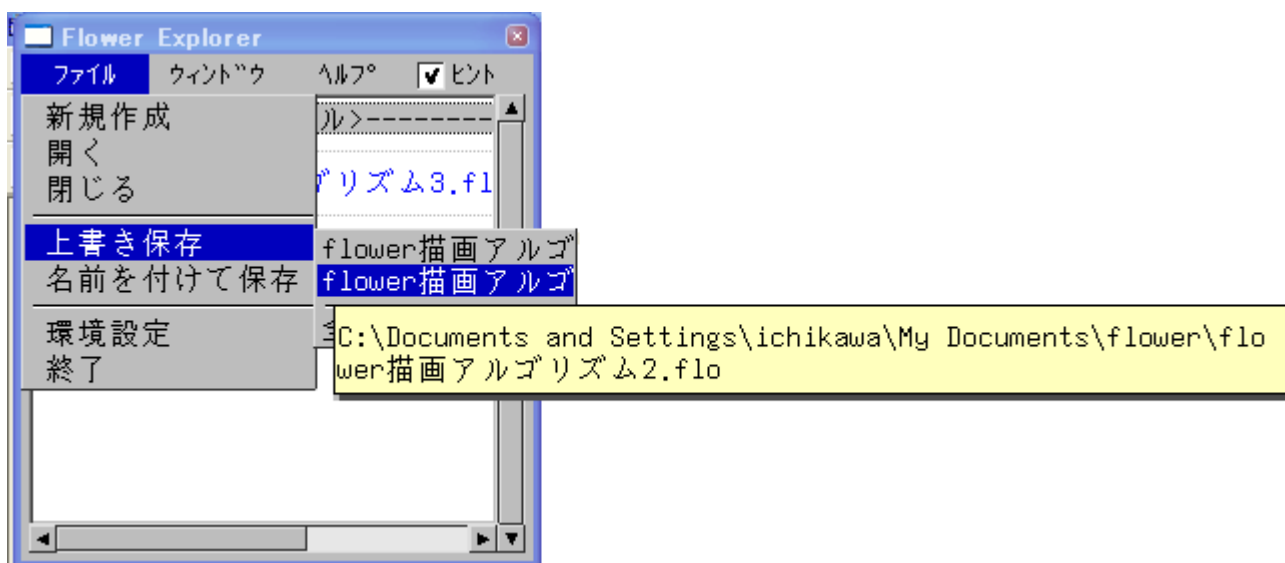 Flower Explorer
ファイル ウィンドウ ヘルプ ヒント
新規作成
ル>--------
開く
閉じる
ゴリズム3.fl
上書き保存
flower描画アルゴ
名前を付けて保存
flower描画アルゴ
環境設定
終了
C:\Documents and Settings\ichikawa\My Documents\flower\flo
wer描画アルゴリズム2.flo